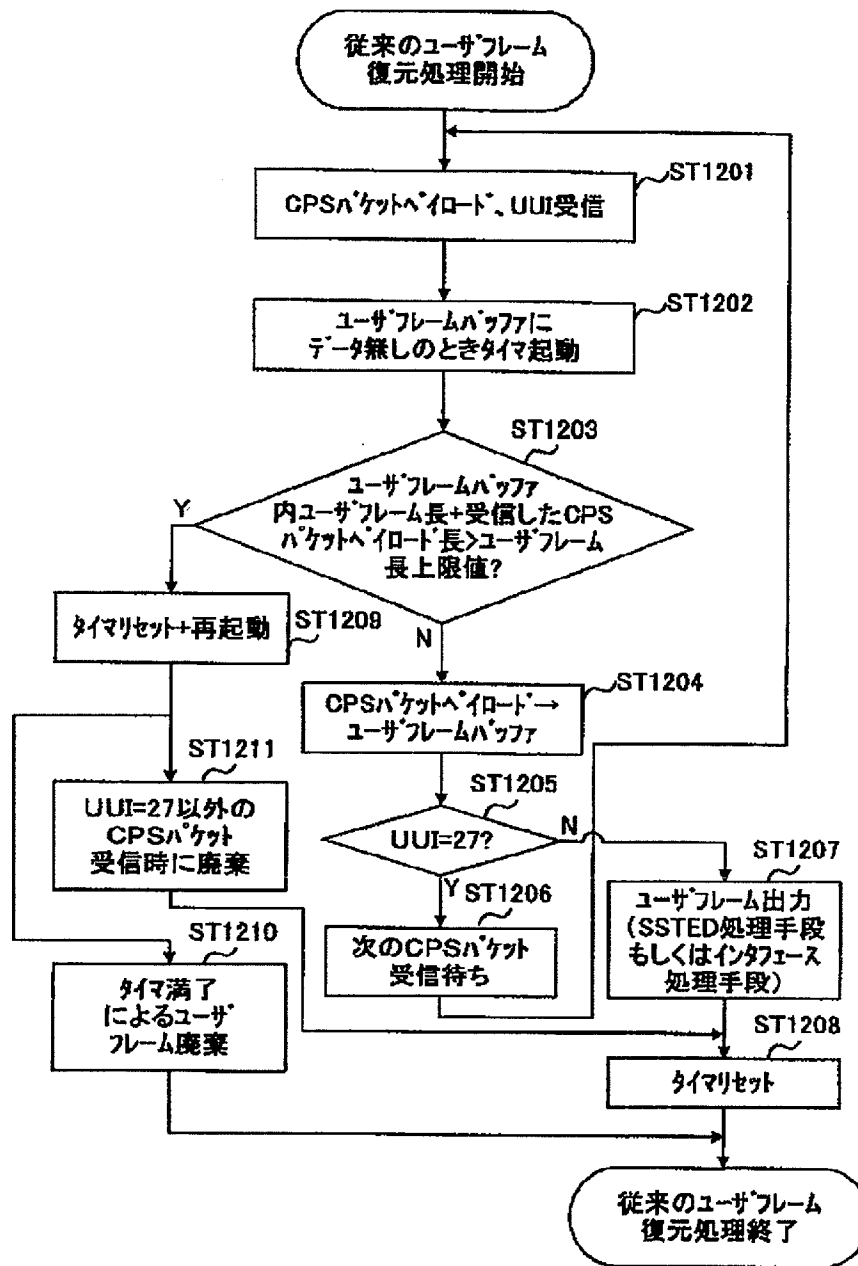 従来のユーザフレーム
復元処理開始
ST1201
CPSパケットペイロード、UUI受信
ST1202
ユーザフレームバッファに
データ無しのときタイマ起動
ST1203
ユーザフレームバッファ
内ユーザフレーム長+受信したCPS
パケットペイロード長>ユーザフレーム
長上限値?
Y
N
タイマリセット+再起動
ST1209
CPSパケットペイロード→
ユーザフレームバッファ
ST1204
ST1211
UUI=27以外の
CPSパケット
受信時に廃棄
ST1205
UUI=27?
N
Y
ST1206
次のCPSパケット
受信待ち
ST1207
ユーザフレーム出力
(SSTED処理手段
もしくはインタフェース
処理手段)
ST1210
タイマ満了
によるユーザ
フレーム廃棄
ST1208
タイマリセット
従来のユーザフレーム
復元処理終了